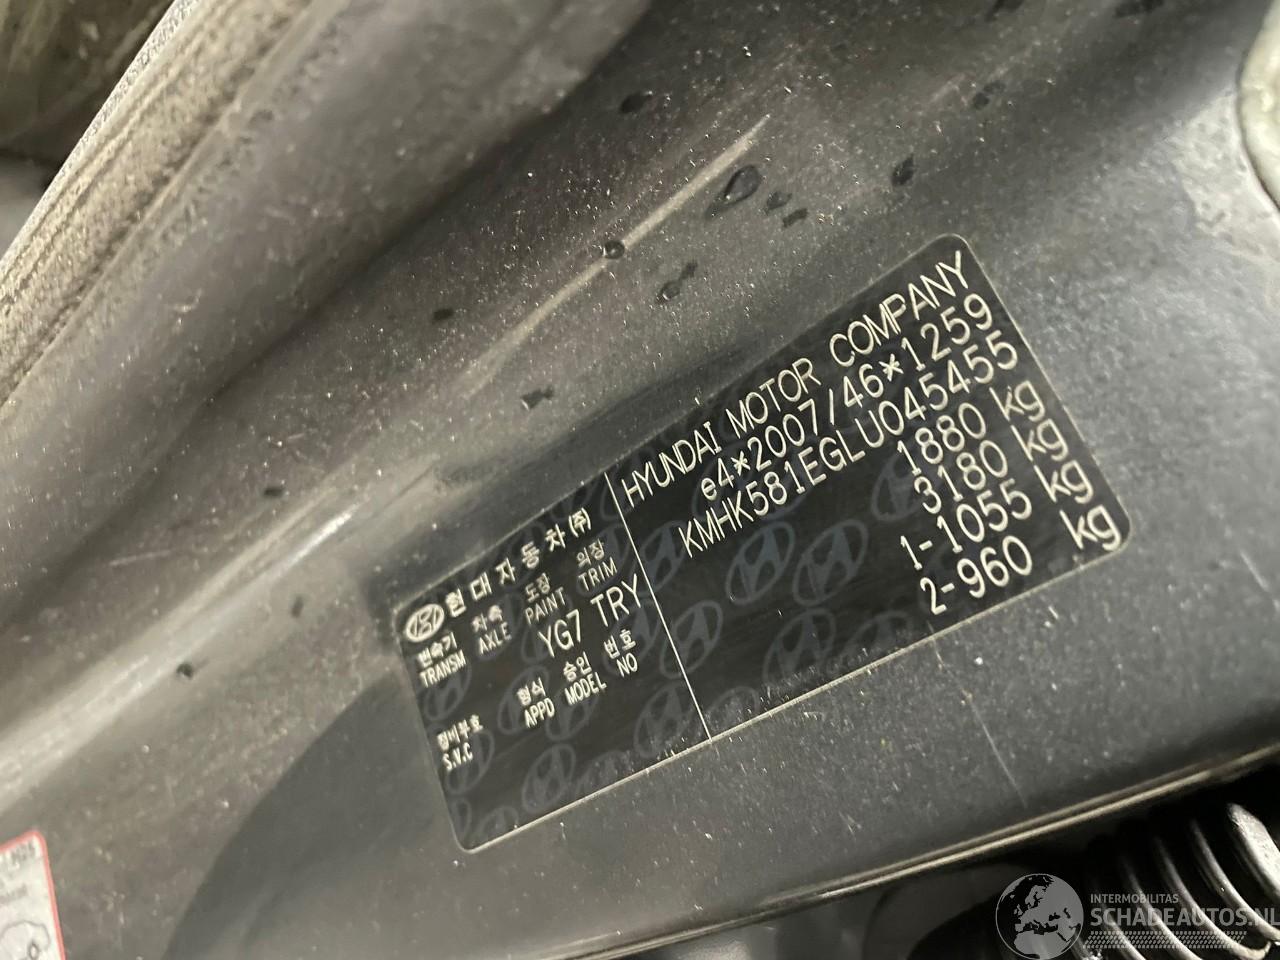 HYUNDAI MOTOR COMPANY
e4*2007/46*1259
KMHK581EGLU045455
1880 kg
3180 kg
1-1055 kg
2-960 kg
현대자동차(주)
변속기 차축 도장 의장
TRANSM AXLE PAINT TRIM
YG7 TRY
형식 승인 번호
APPD MODEL NO
정비부호
S.V.C
INTERMOBILITAS
SCHADEAUTOS.NL